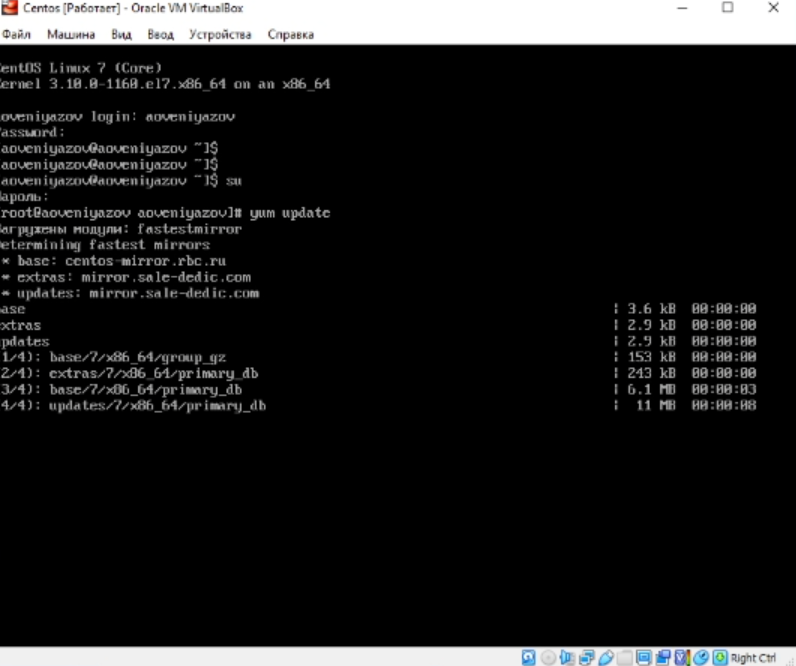 Centos [Работает] - Oracle VM VirtualBox
Файл Машина Вид Ввод Устройства Справка
entOS Linux 7 (Core)
ernel 3.10.0-1160.el7.x86_64 on an x86_64
aoveniyazov login: aoveniyazov
assword:
aoveniyazov@aoveniyazov ~]$
aoveniyazov@aoveniyazov ~]$
aoveniyazov@aoveniyazov ~]$ su
ароль:
root@aoveniyazov aoveniyazov]# yum update
агружены модули: fastestmirror
etermining fastest mirrors
* base: centos-mirror.rbc.ru
* extras: mirror.sale-dedic.com
* updates: mirror.sale-dedic.com
ase | 3.6 kB 00:00:00
xtras | 2.9 kB 00:00:00
pdates | 2.9 kB 00:00:00
1/4): base/7/x86_64/group_gz | 153 kB 00:00:00
2/4): extras/7/x86_64/primary_db | 243 kB 00:00:00
3/4): base/7/x86_64/primary_db | 6.1 MB 00:00:03
4/4): updates/7/x86_64/primary_db | 11 MB 00:00:08
Right Ctrl